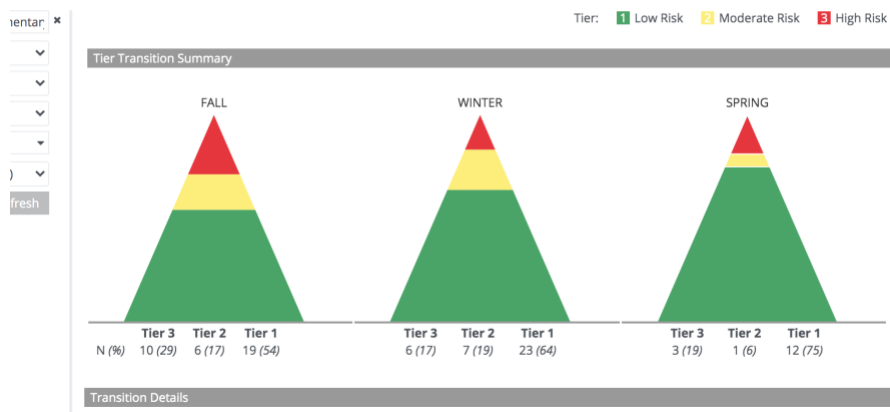 mentary ×
Tier: 1 Low Risk 2 Moderate Risk 3 High Risk
Tier Transition Summary
FALL WINTER SPRING
)
fresh
Tier 3 Tier 2 Tier 1 Tier 3 Tier 2 Tier 1 Tier 3 Tier 2 Tier 1
N (%) 10 (29) 6 (17) 19 (54) 6 (17) 7 (19) 23 (64) 3 (19) 1 (6) 12 (75)
Transition Details